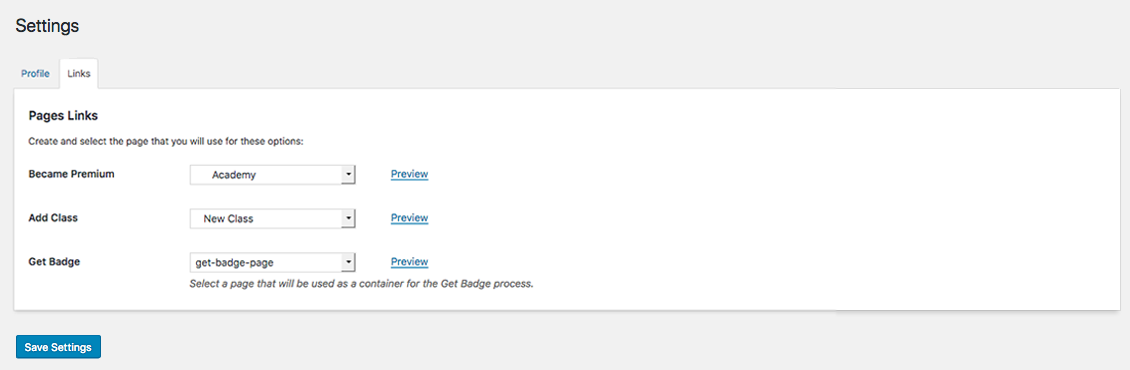 Settings
Profile Links
Pages Links
Create and select the page that you will use for these options:
Became Premium Academy Preview
Add Class New Class Preview
Get Badge get-badge-page Preview
Select a page that will be used as a container for the Get Badge process.
Save Settings